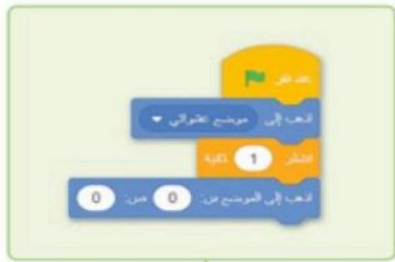 عند نقر
اذهب إلى موضع عشوائي
انتظر 1 ثانية
اذهب إلى الموضع س: 0 ص: 0